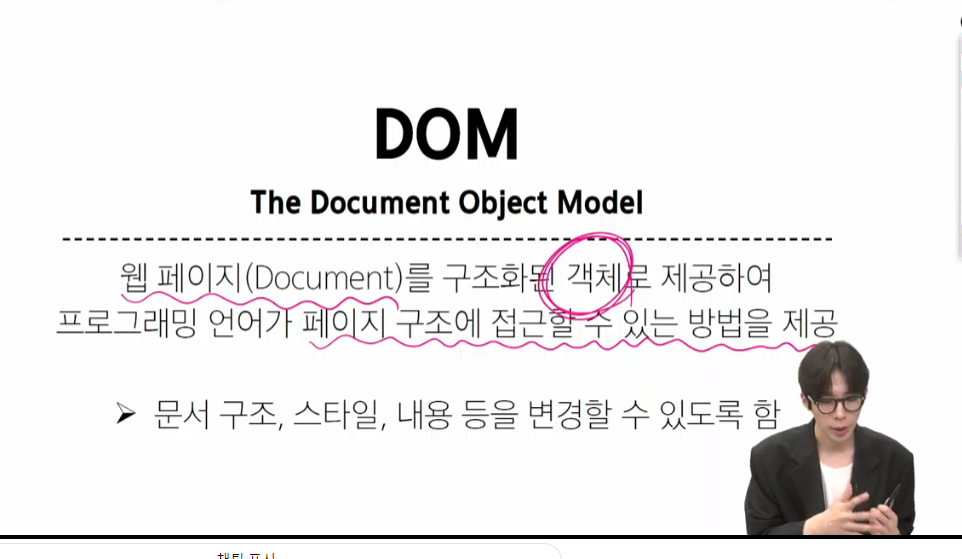 DOM
The Document Object Model
웹 페이지(Document)를 구조화된 객체로 제공하여
프로그래밍 언어가 페이지 구조에 접근할 수 있는 방법을 제공
➢ 문서 구조, 스타일, 내용 등을 변경할 수 있도록 함